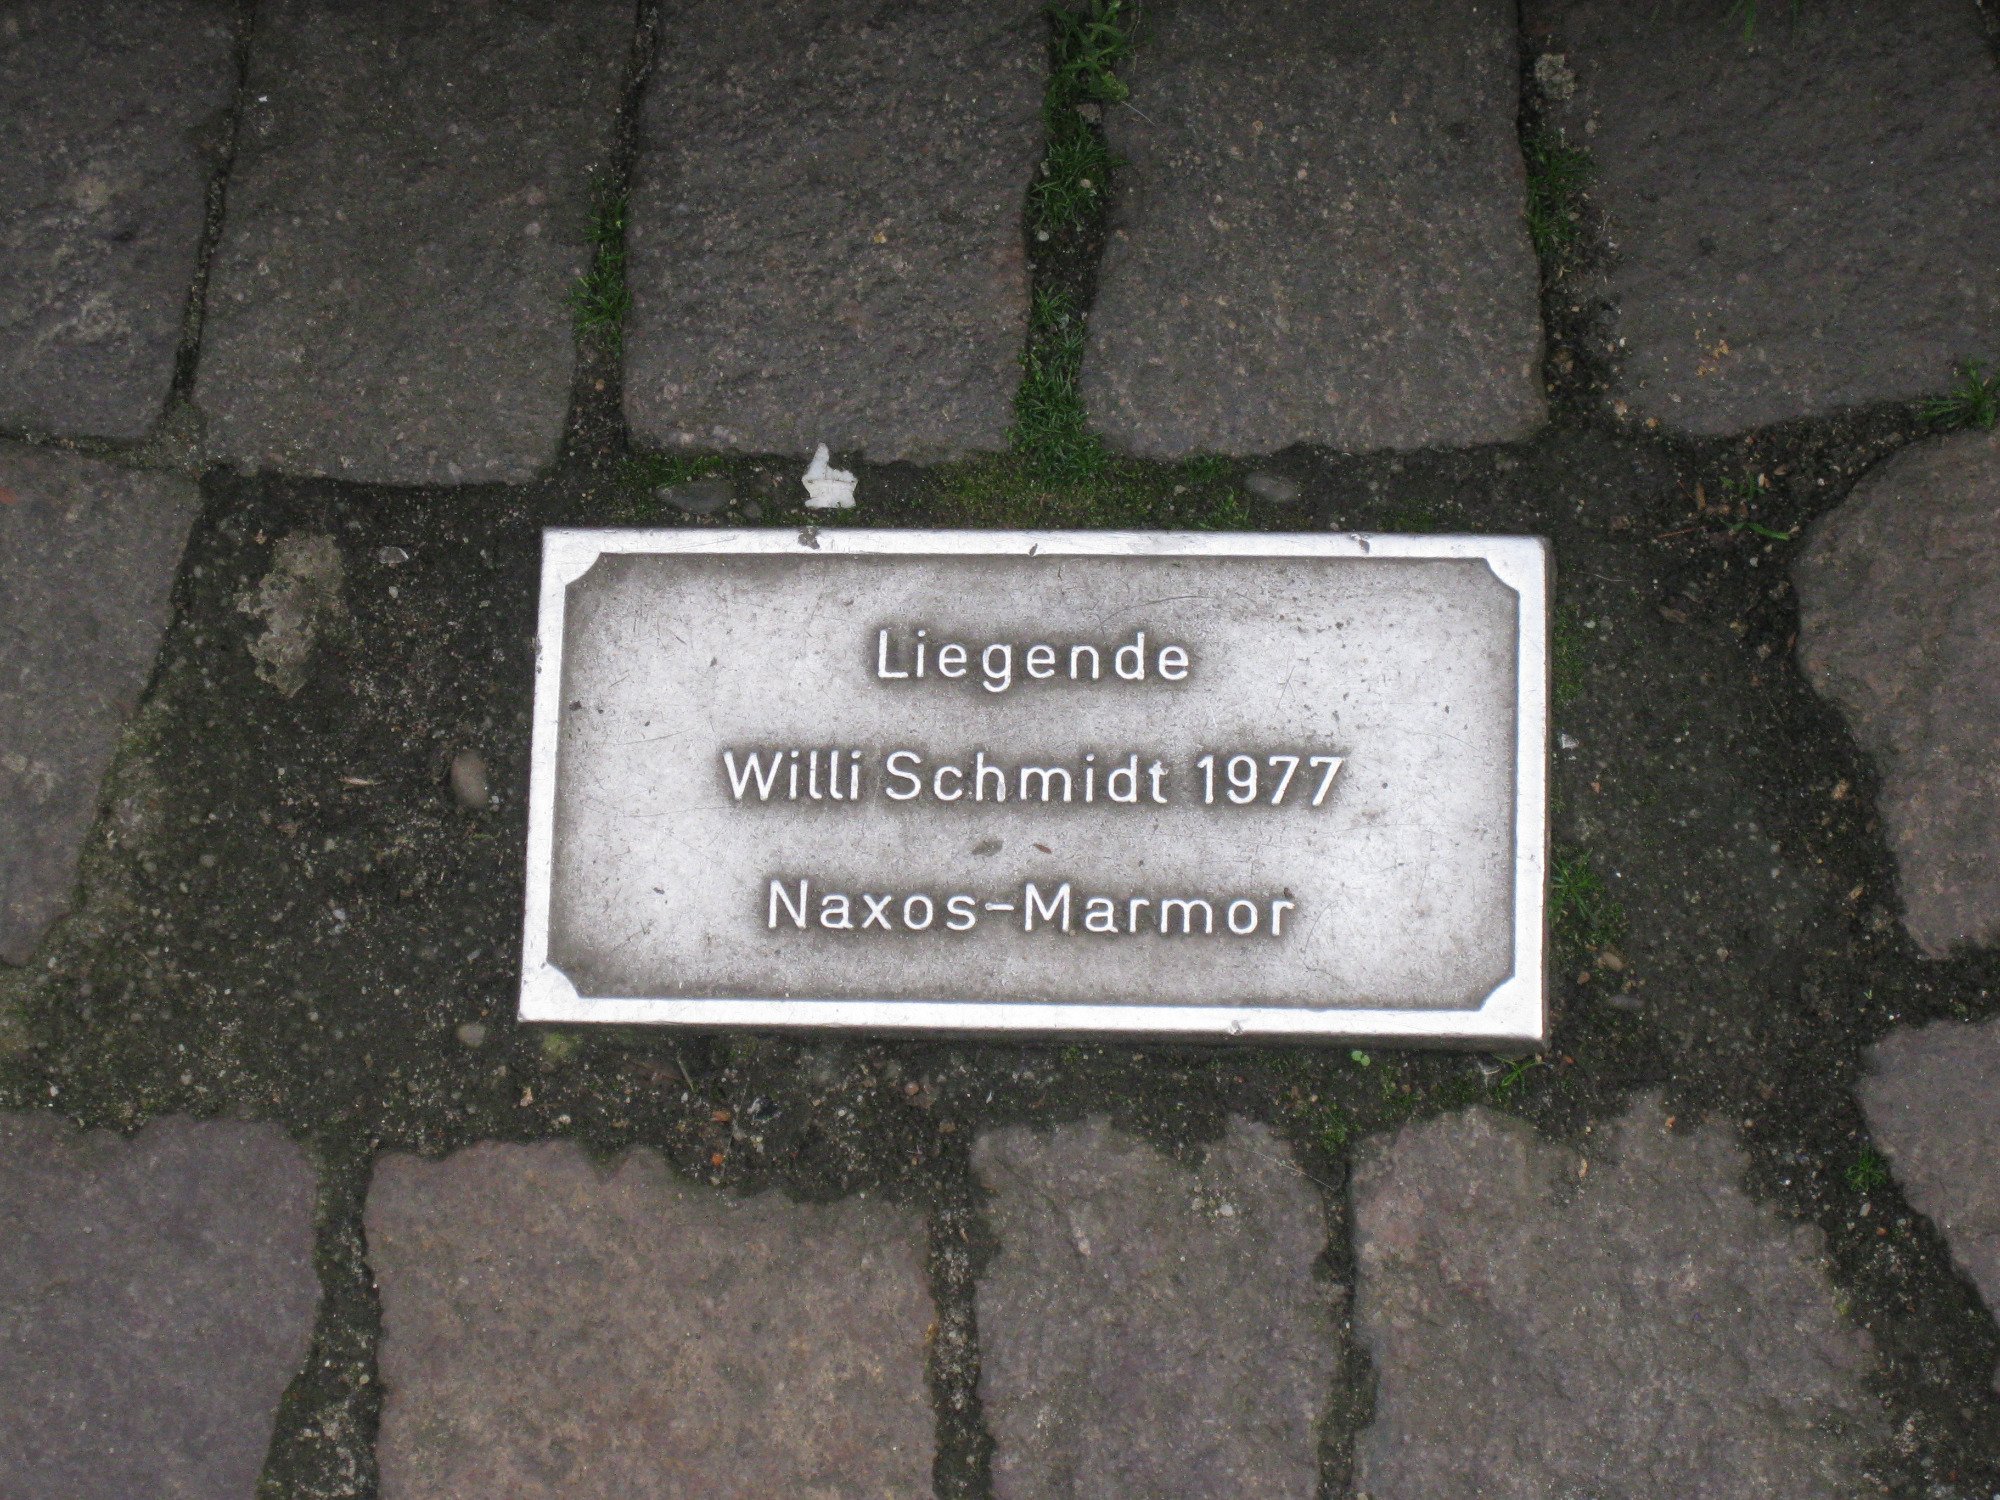 Liegende
Willi Schmidt 1977
Naxos-Marmor